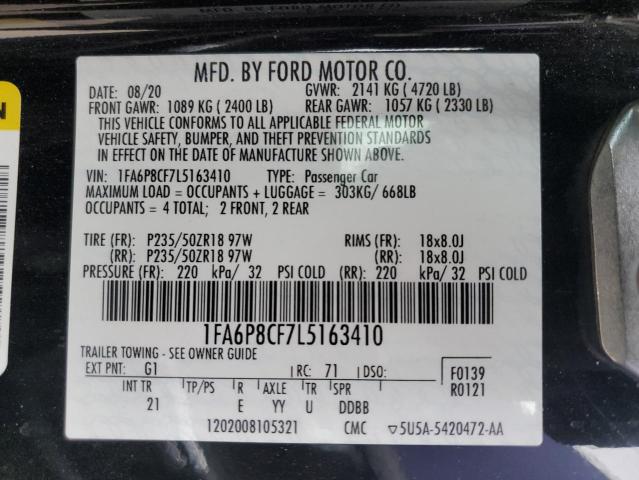 MFD. BY FORD MOTOR CO.
MFD. BY FORD MOTOR CO.
DATE: 08/20 GVWR: 2141 KG ( 4720 LB)
FRONT GAWR: 1089 KG ( 2400 LB) REAR GAWR: 1057 KG ( 2330 LB)
THIS VEHICLE CONFORMS TO ALL APPLICABLE FEDERAL MOTOR
VEHICLE SAFETY, BUMPER, AND THEFT PREVENTION STANDARDS
IN EFFECT ON THE DATE OF MANUFACTURE SHOWN ABOVE.
VIN: 1FA6P8CF7L5163410 TYPE: Passenger Car
MAXIMUM LOAD = OCCUPANTS + LUGGAGE = 303KG/ 668LB
OCCUPANTS = 4 TOTAL; 2 FRONT, 2 REAR
TIRE (FR): P235/50ZR18 97W RIMS (FR): 18x8.0J
(RR): P235/50ZR18 97W (RR): 18x8.0J
PRESSURE (FR): 220 kPa/ 32 PSI COLD (RR): 220 kPa/ 32 PSI COLD
1FA6P8CF7L5163410
TRAILER TOWING - SEE OWNER GUIDE
EXT PNT: G1 RC: 71 DSO: F0139
INT TR TP/PS R AXLE TR SPR R0121
21 E YY U DDBB
1202008105321 CMC ▽5U5A-5420472-AA